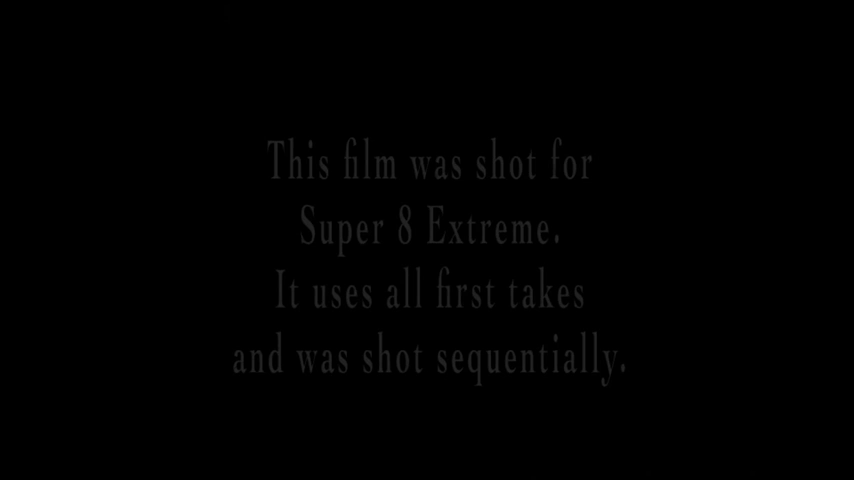 This film was shot for
Super 8 Extreme.
It uses all first takes
and was shot sequentially.